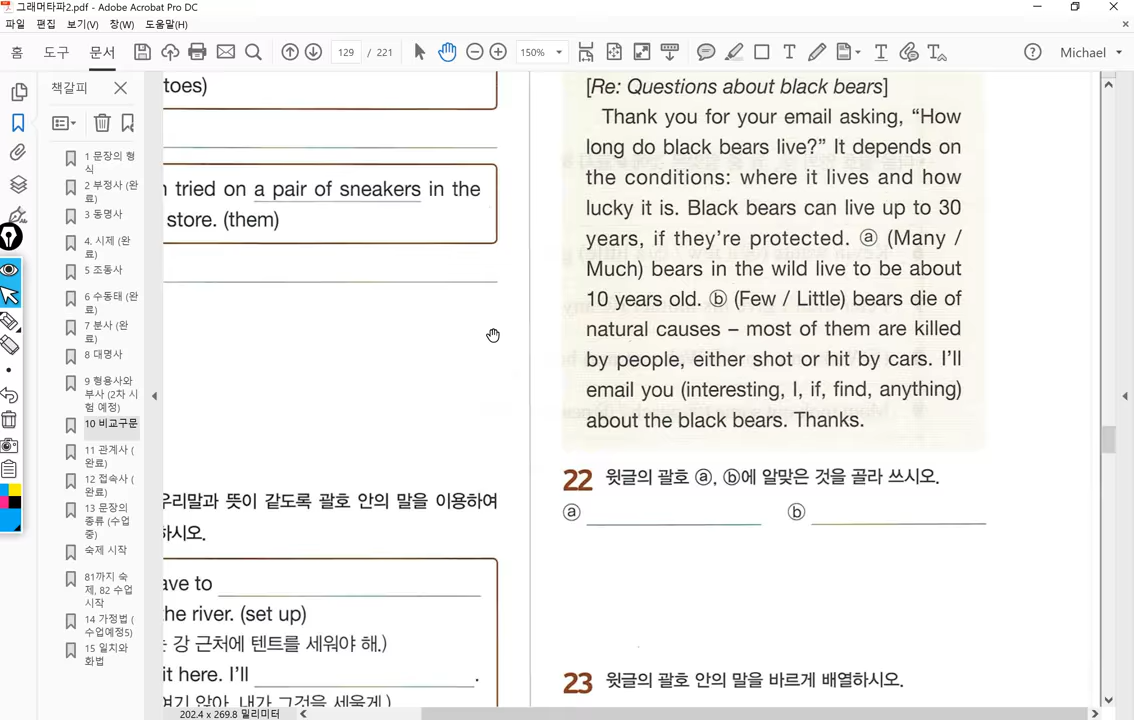 그래머타파2.pdf - Adobe Acrobat Pro DC
파일 편집 보기(V) 창(W) 도움말(H)
홈 도구 문서 129 / 221 150% Michael
책갈피
1 문장의 형
식
2 부정사 (완
료)
3 동명사
4. 시제 (완
료)
5 조동사
6 수동태 (완
료)
7 분사 (완
료)
8 대명사
9 형용사와
부사 (2차 시
험 예정)
10 비교구문
11 관계사 (
완료)
12 접속사 (
완료)
13 문장의
종류 (수업
중)
숙제 시작
81까지 숙
제, 82 수업
시작
14 가정법 (
수업예정5)
15 일치와
화법
toes)
tried on a pair of sneakers in the
store. (them)
우리말과 뜻이 같도록 괄호 안의 말을 이용하여
하시오.
ave to
the river. (set up)
강 근처에 텐트를 세워야 해.)
it here. I'll .
여기 앉아. 내가 그것을 세울게.)
[Re: Questions about black bears]
Thank you for your email asking, “How
long do black bears live?” It depends on
the conditions: where it lives and how
lucky it is. Black bears can live up to 30
years, if they're protected. ⓐ (Many /
Much) bears in the wild live to be about
10 years old. ⓑ (Few / Little) bears die of
natural causes – most of them are killed
by people, either shot or hit by cars. I'll
email you (interesting, I, if, find, anything)
about the black bears. Thanks.
22 윗글의 괄호 ⓐ, ⓑ에 알맞은 것을 골라 쓰시오.
ⓐ ⓑ
23 윗글의 괄호 안의 말을 바르게 배열하시오.
202.4 x 269.8 밀리미터